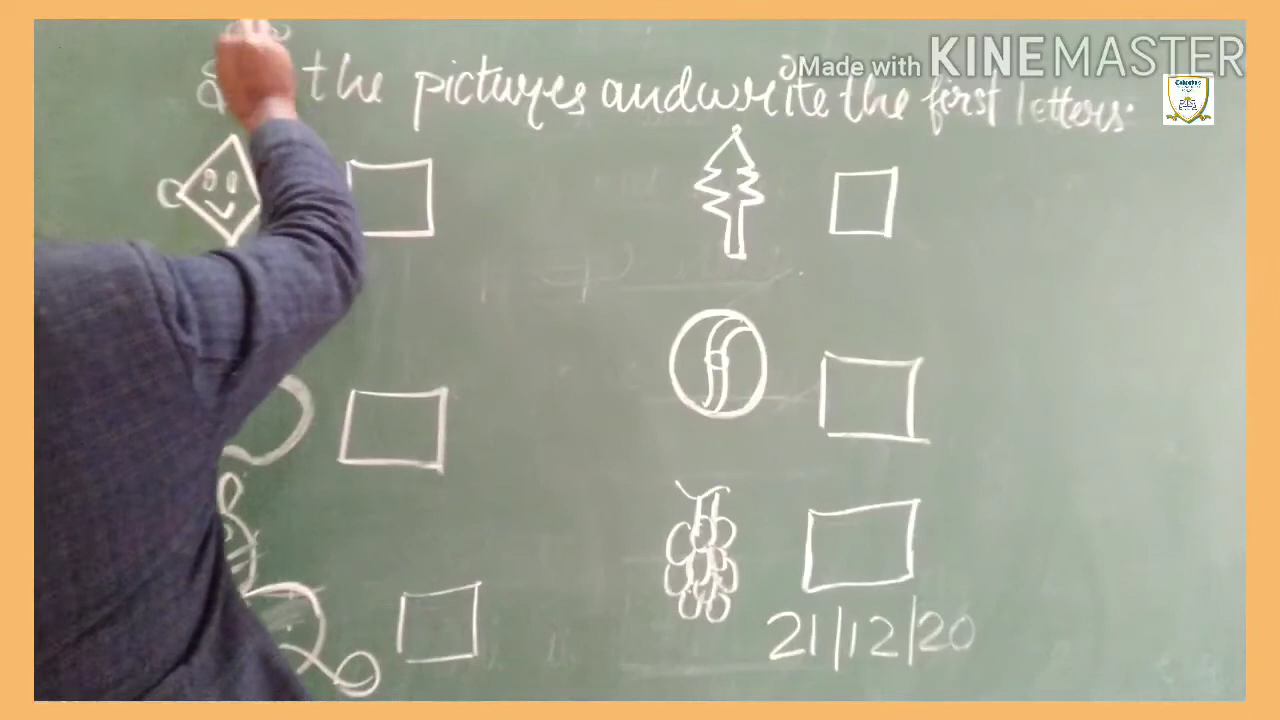 Made with KINEMASTER
the pictures and write the first letters.
21/12/20